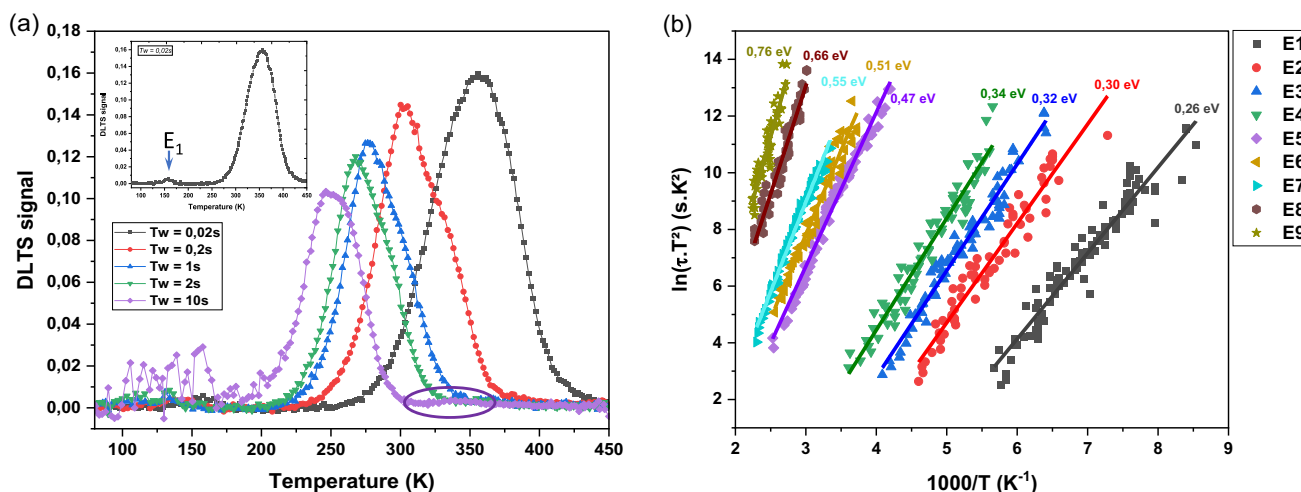 (a)
0,18
0,16
0,14
0,12
0,10
0,08
0,06
0,04
0,02
0,00
DLTS signal
50 100 150 200 250 300 350 400 450
Temperature (K)
0,16
0,14
0,12
0,10
0,08
0,06
0,04
0,02
0,00
DLTS signal
Tw = 0,02s
E1
50 100 150 200 250 300 350 400 450
Temperature (K)
Tw = 0,02s
Tw = 0,2s
Tw = 1s
Tw = 2s
Tw = 10s
(b)
14
12
10
8
6
4
2
ln(τ.T²) (s.K²)
0,76 eV
0,66 eV
0,55 eV
0,51 eV
0,47 eV
0,34 eV
0,32 eV
0,30 eV
0,26 eV
2 3 4 5 6 7 8 9
1000/T (K⁻¹)
E1
E2
E3
E4
E5
E6
E7
E8
E9